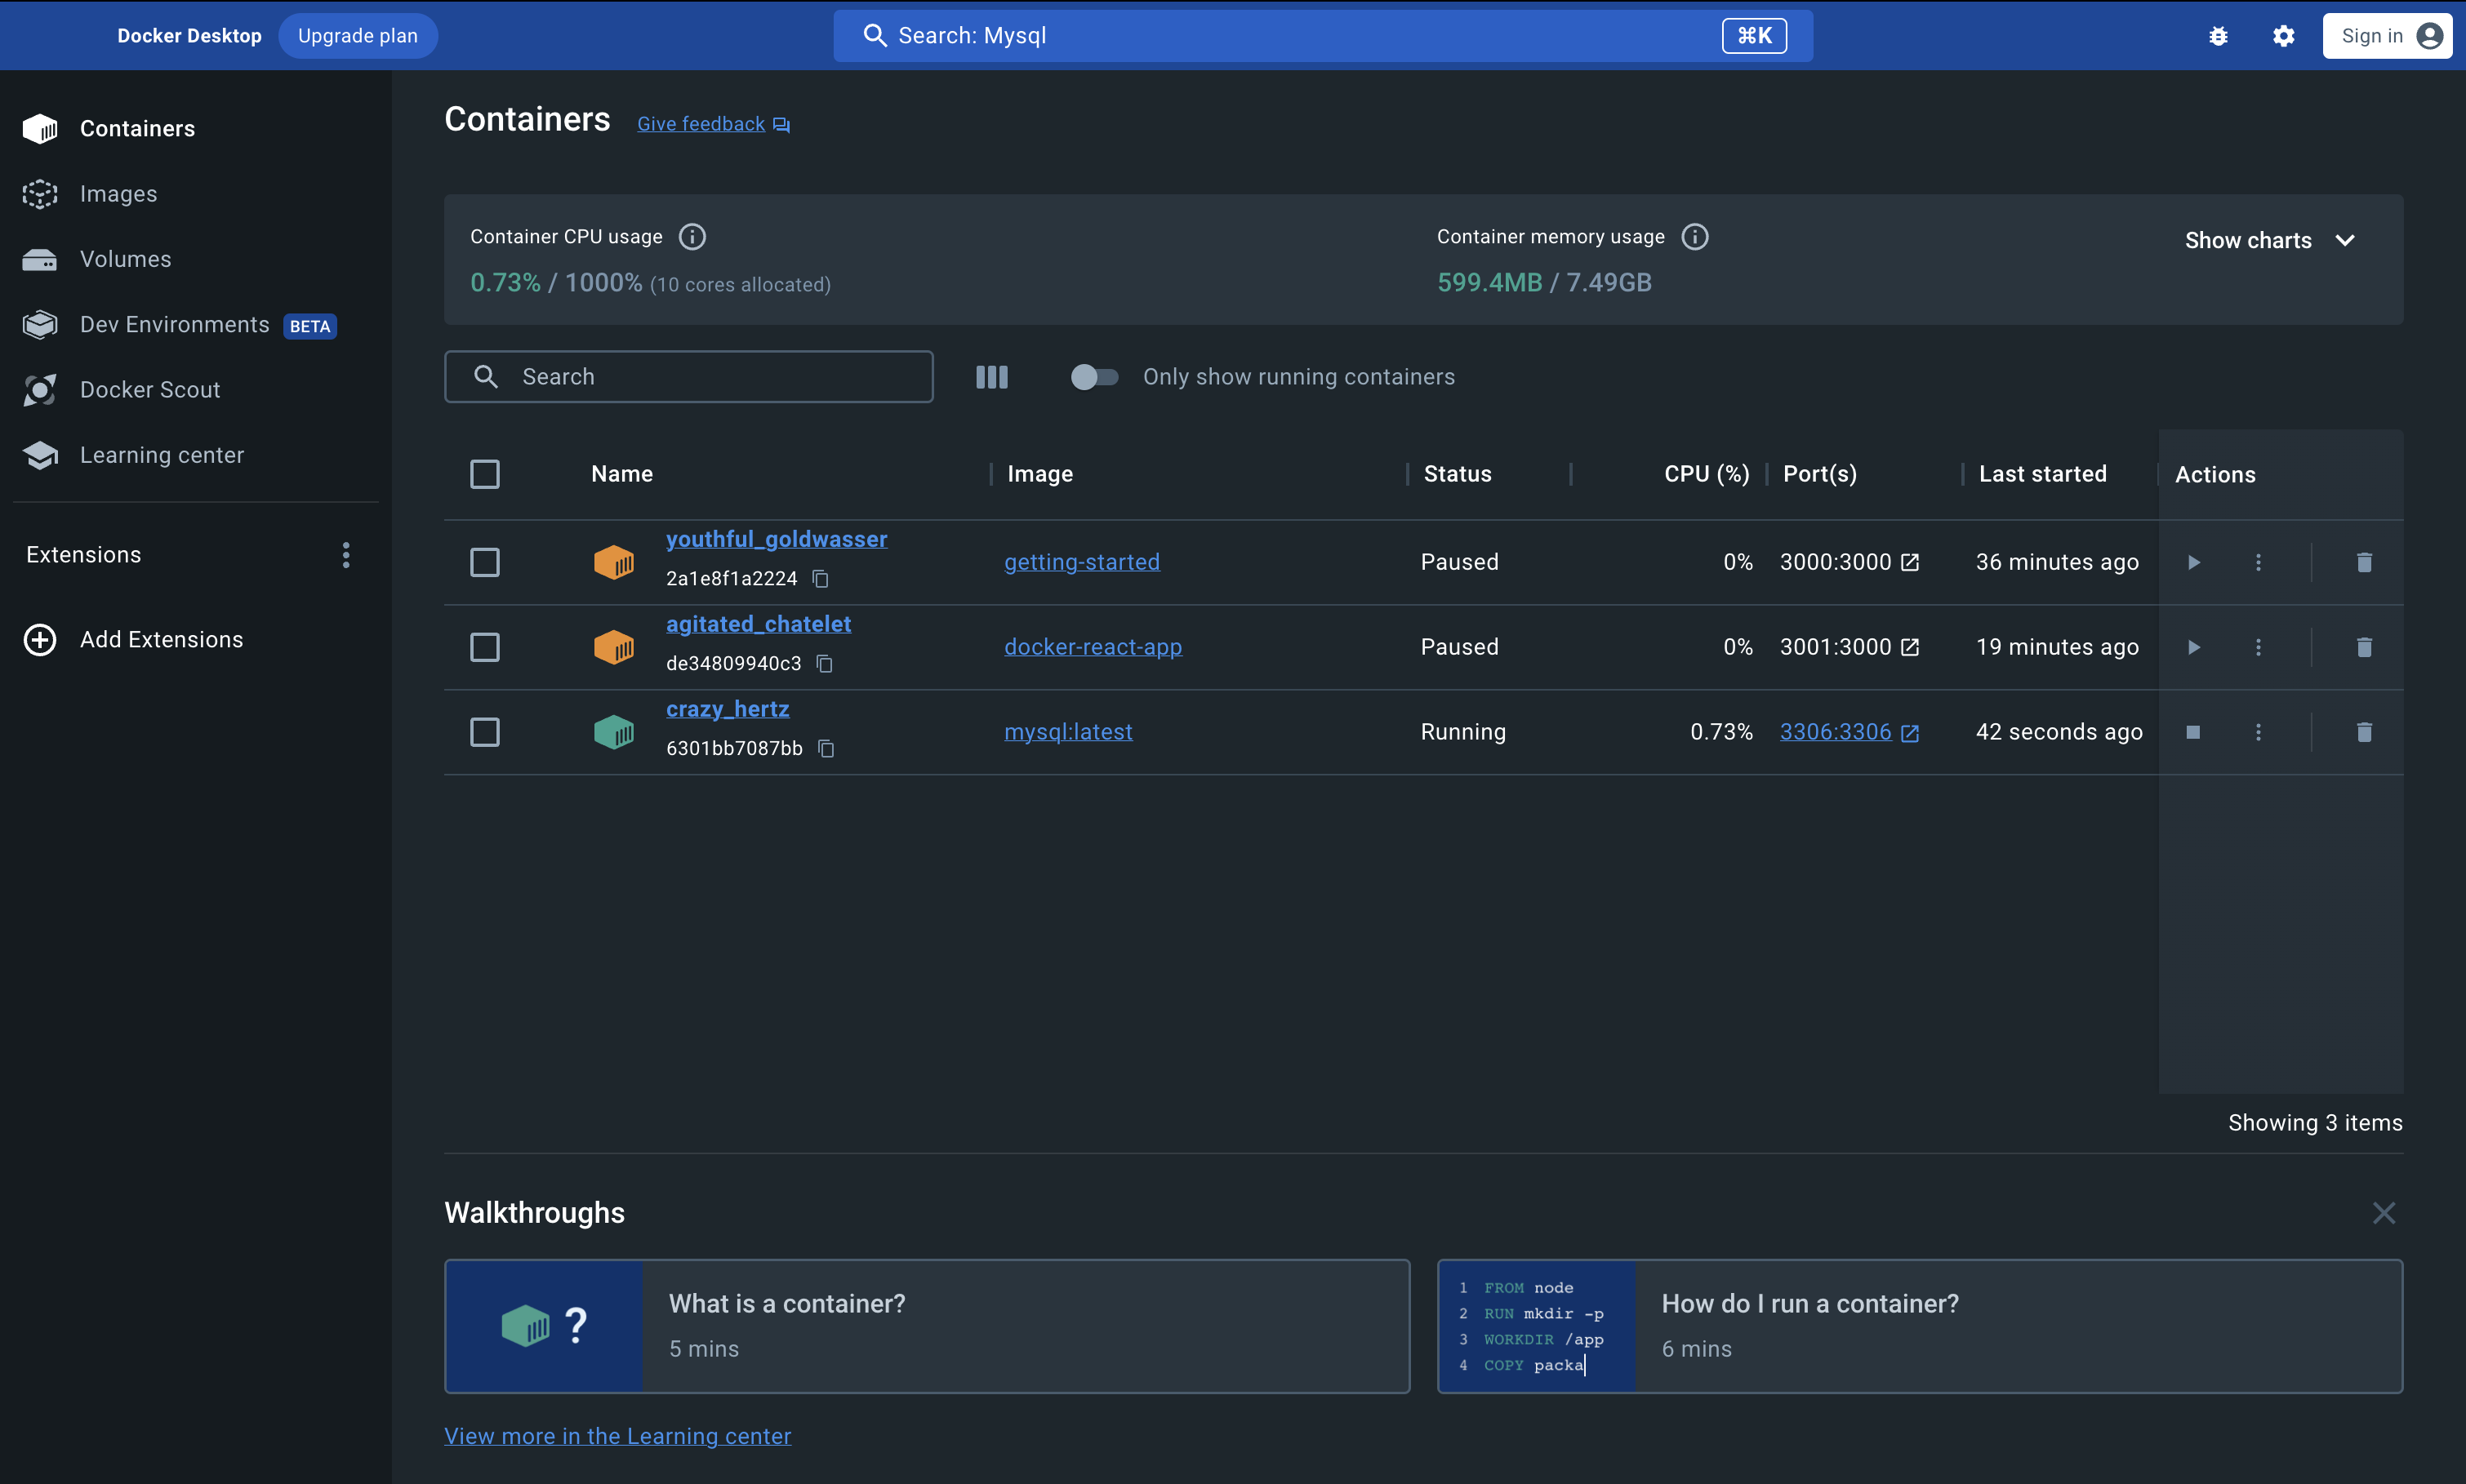 Docker Desktop Upgrade plan Search: Mysql ⌘K Sign in
Containers
Images
Volumes
Dev Environments BETA
Docker Scout
Learning center
Extensions
Add Extensions
Containers Give feedback
Container CPU usage
0.73% / 1000% (10 cores allocated)
Container memory usage
599.4MB / 7.49GB
Show charts
Search Only show running containers
Name Image Status CPU (%) Port(s) Last started Actions
youthful_goldwasser
2a1e8f1a2224
getting-started Paused 0% 3000:3000 36 minutes ago
agitated_chatelet
de34809940c3
docker-react-app Paused 0% 3001:3000 19 minutes ago
crazy_hertz
6301bb7087bb
mysql:latest Running 0.73% 3306:3306 42 seconds ago
Showing 3 items
Walkthroughs
?
What is a container?
5 mins
1 FROM node
2 RUN mkdir -p
3 WORKDIR /app
4 COPY packa
How do I run a container?
6 mins
View more in the Learning center